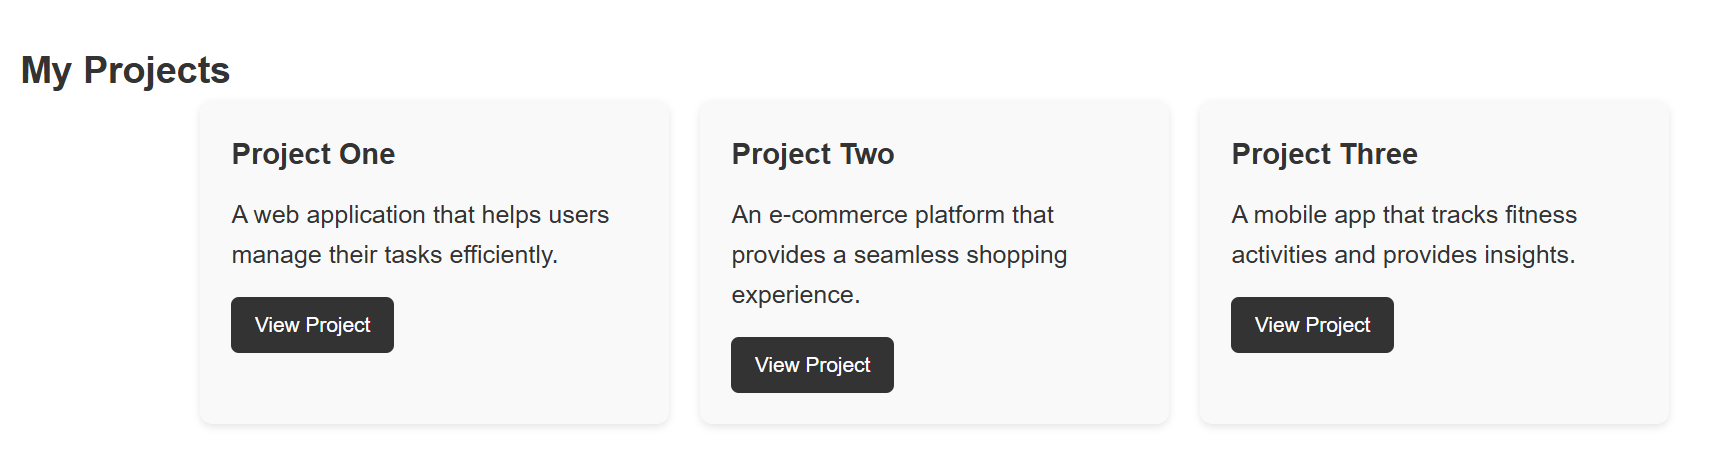 My Projects
Project One
A web application that helps users
manage their tasks efficiently.
View Project
Project Two
An e-commerce platform that
provides a seamless shopping
experience.
View Project
Project Three
A mobile app that tracks fitness
activities and provides insights.
View Project